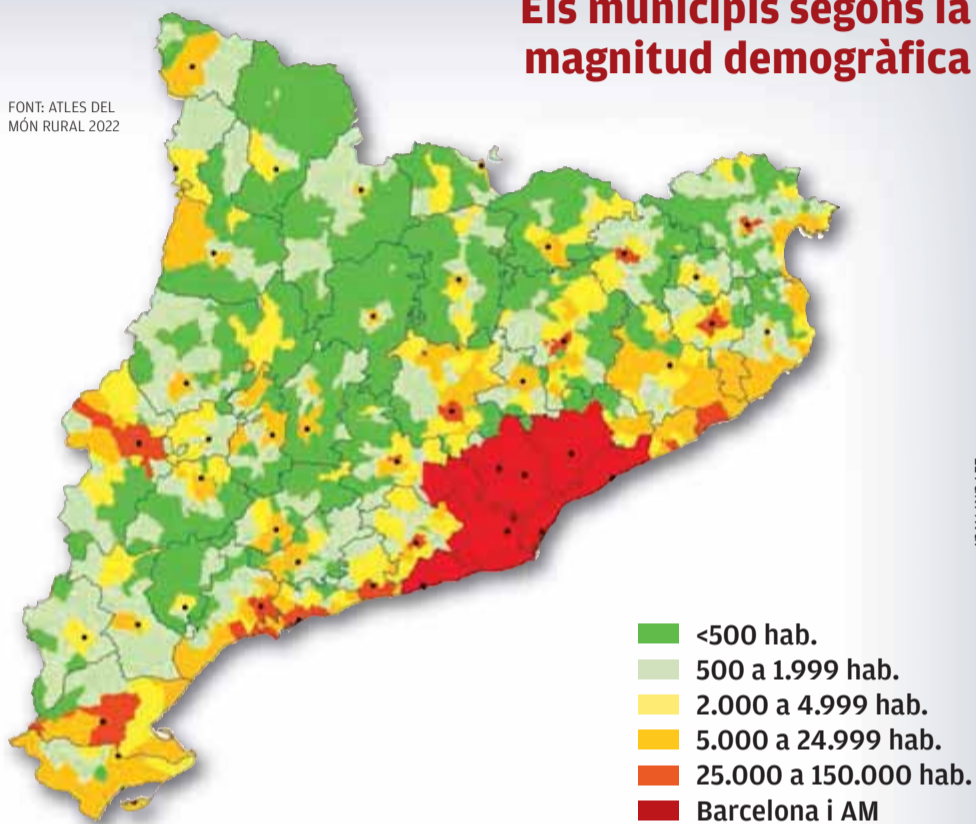 Els municipis segons la
magnitud demogràfica
FONT: ATLES DEL
MÓN RURAL 2022
<500 hab.
500 a 1.999 hab.
2.000 a 4.999 hab.
5.000 a 24.999 hab.
25.000 a 150.000 hab.
Barcelona i AM